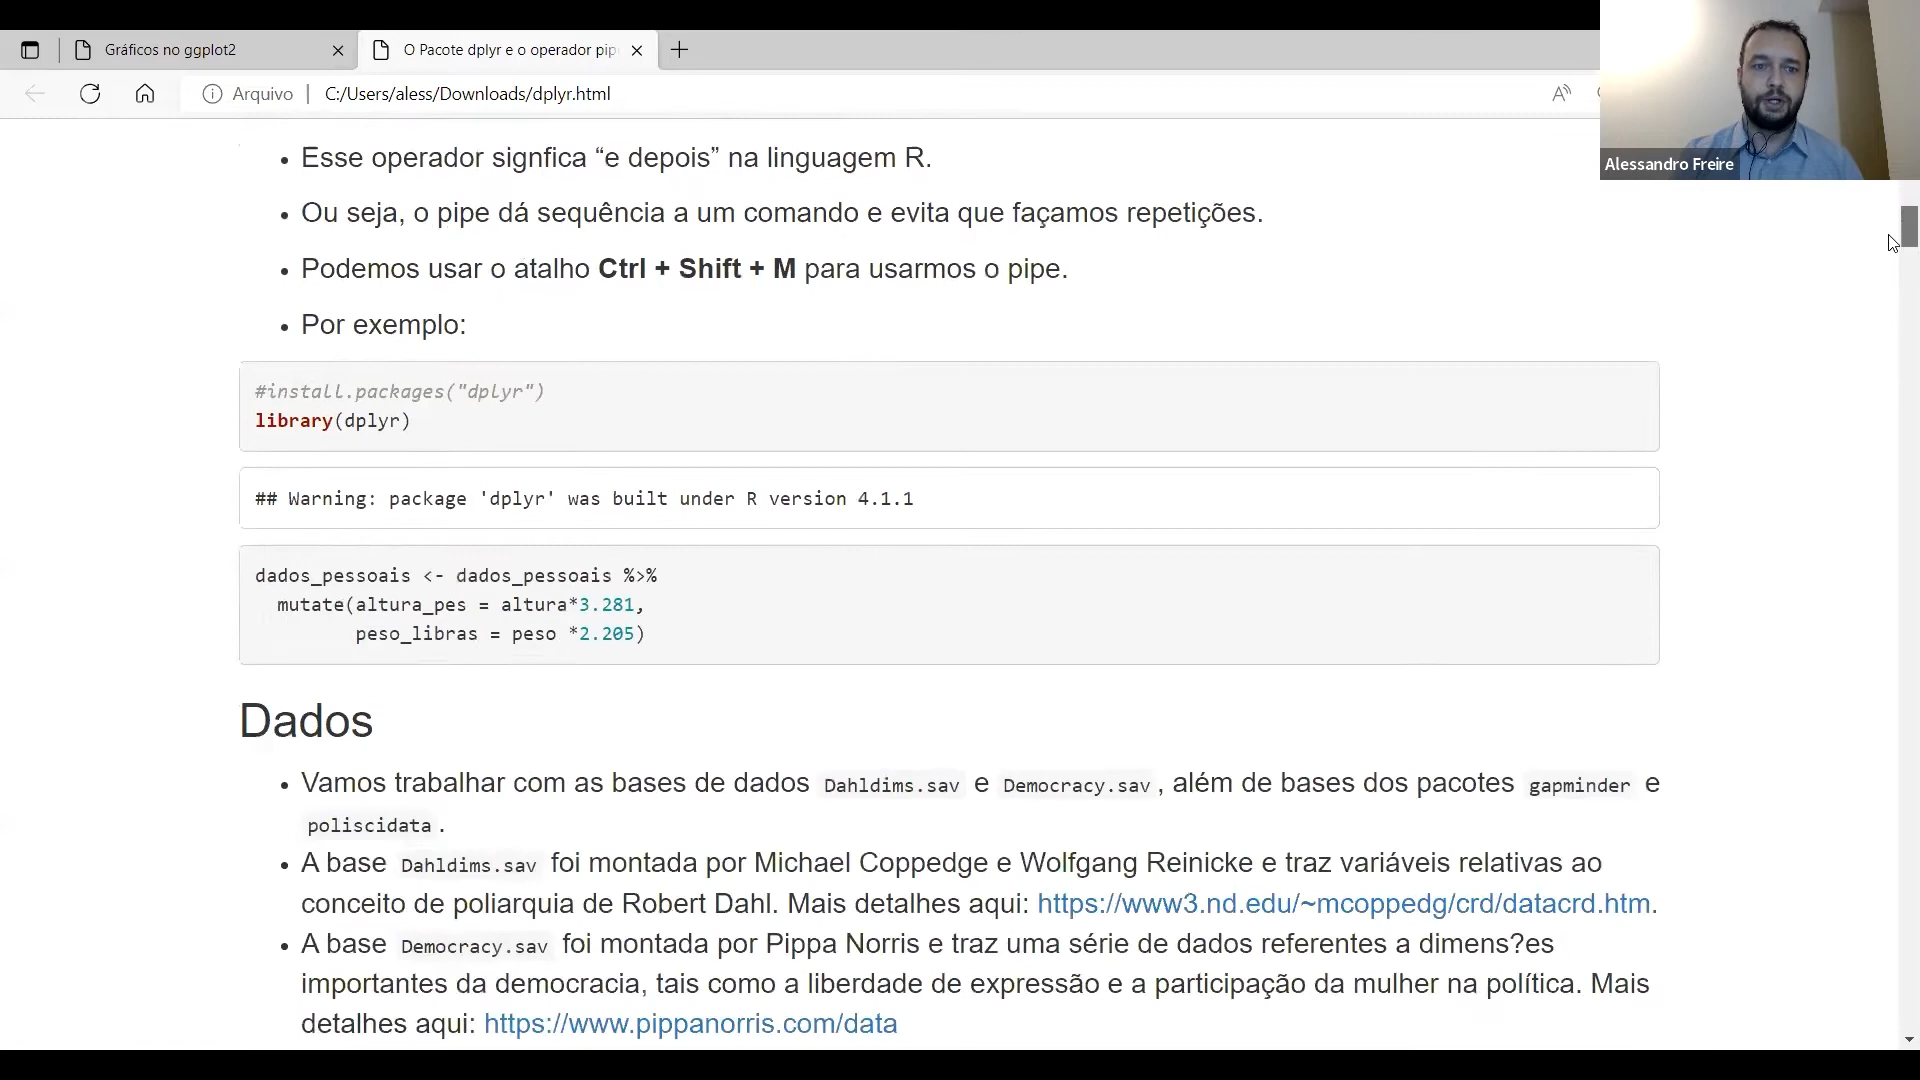 Gráficos no ggplot2
O Pacote dplyr e o operador pip
Arquivo
C:/Users/aless/Downloads/dplyr.html
Alessandro Freire
Esse operador signfica “e depois” na linguagem R.
Ou seja, o pipe dá sequência a um comando e evita que façamos repetições.
Podemos usar o atalho Ctrl + Shift + M para usarmos o pipe.
Por exemplo:
#install.packages("dplyr")
library(dplyr)
## Warning: package 'dplyr' was built under R version 4.1.1
dados_pessoais <- dados_pessoais %>%
mutate(altura_pes = altura*3.281,
peso_libras = peso *2.205)
Dados
Vamos trabalhar com as bases de dados Dahldims.sav e Democracy.sav, além de bases dos pacotes gapminder e
poliscidata.
A base Dahldims.sav foi montada por Michael Coppedge e Wolfgang Reinicke e traz variáveis relativas ao
conceito de poliarquia de Robert Dahl. Mais detalhes aqui: https://www3.nd.edu/~mcoppedg/crd/datacrd.htm.
A base Democracy.sav foi montada por Pippa Norris e traz uma série de dados referentes a dimens?es
importantes da democracia, tais como a liberdade de expressão e a participação da mulher na política. Mais
detalhes aqui: https://www.pippanorris.com/data